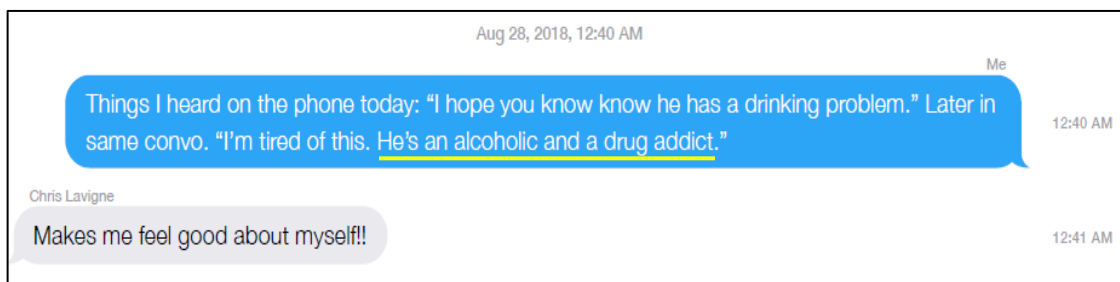 Aug 28, 2018, 12:40 AM
Me
Things I heard on the phone today: “I hope you know know he has a drinking problem.” Later in
same convo. “I’m tired of this. He’s an alcoholic and a drug addict.”
12:40 AM
Chris Lavigne
Makes me feel good about myself!!
12:41 AM